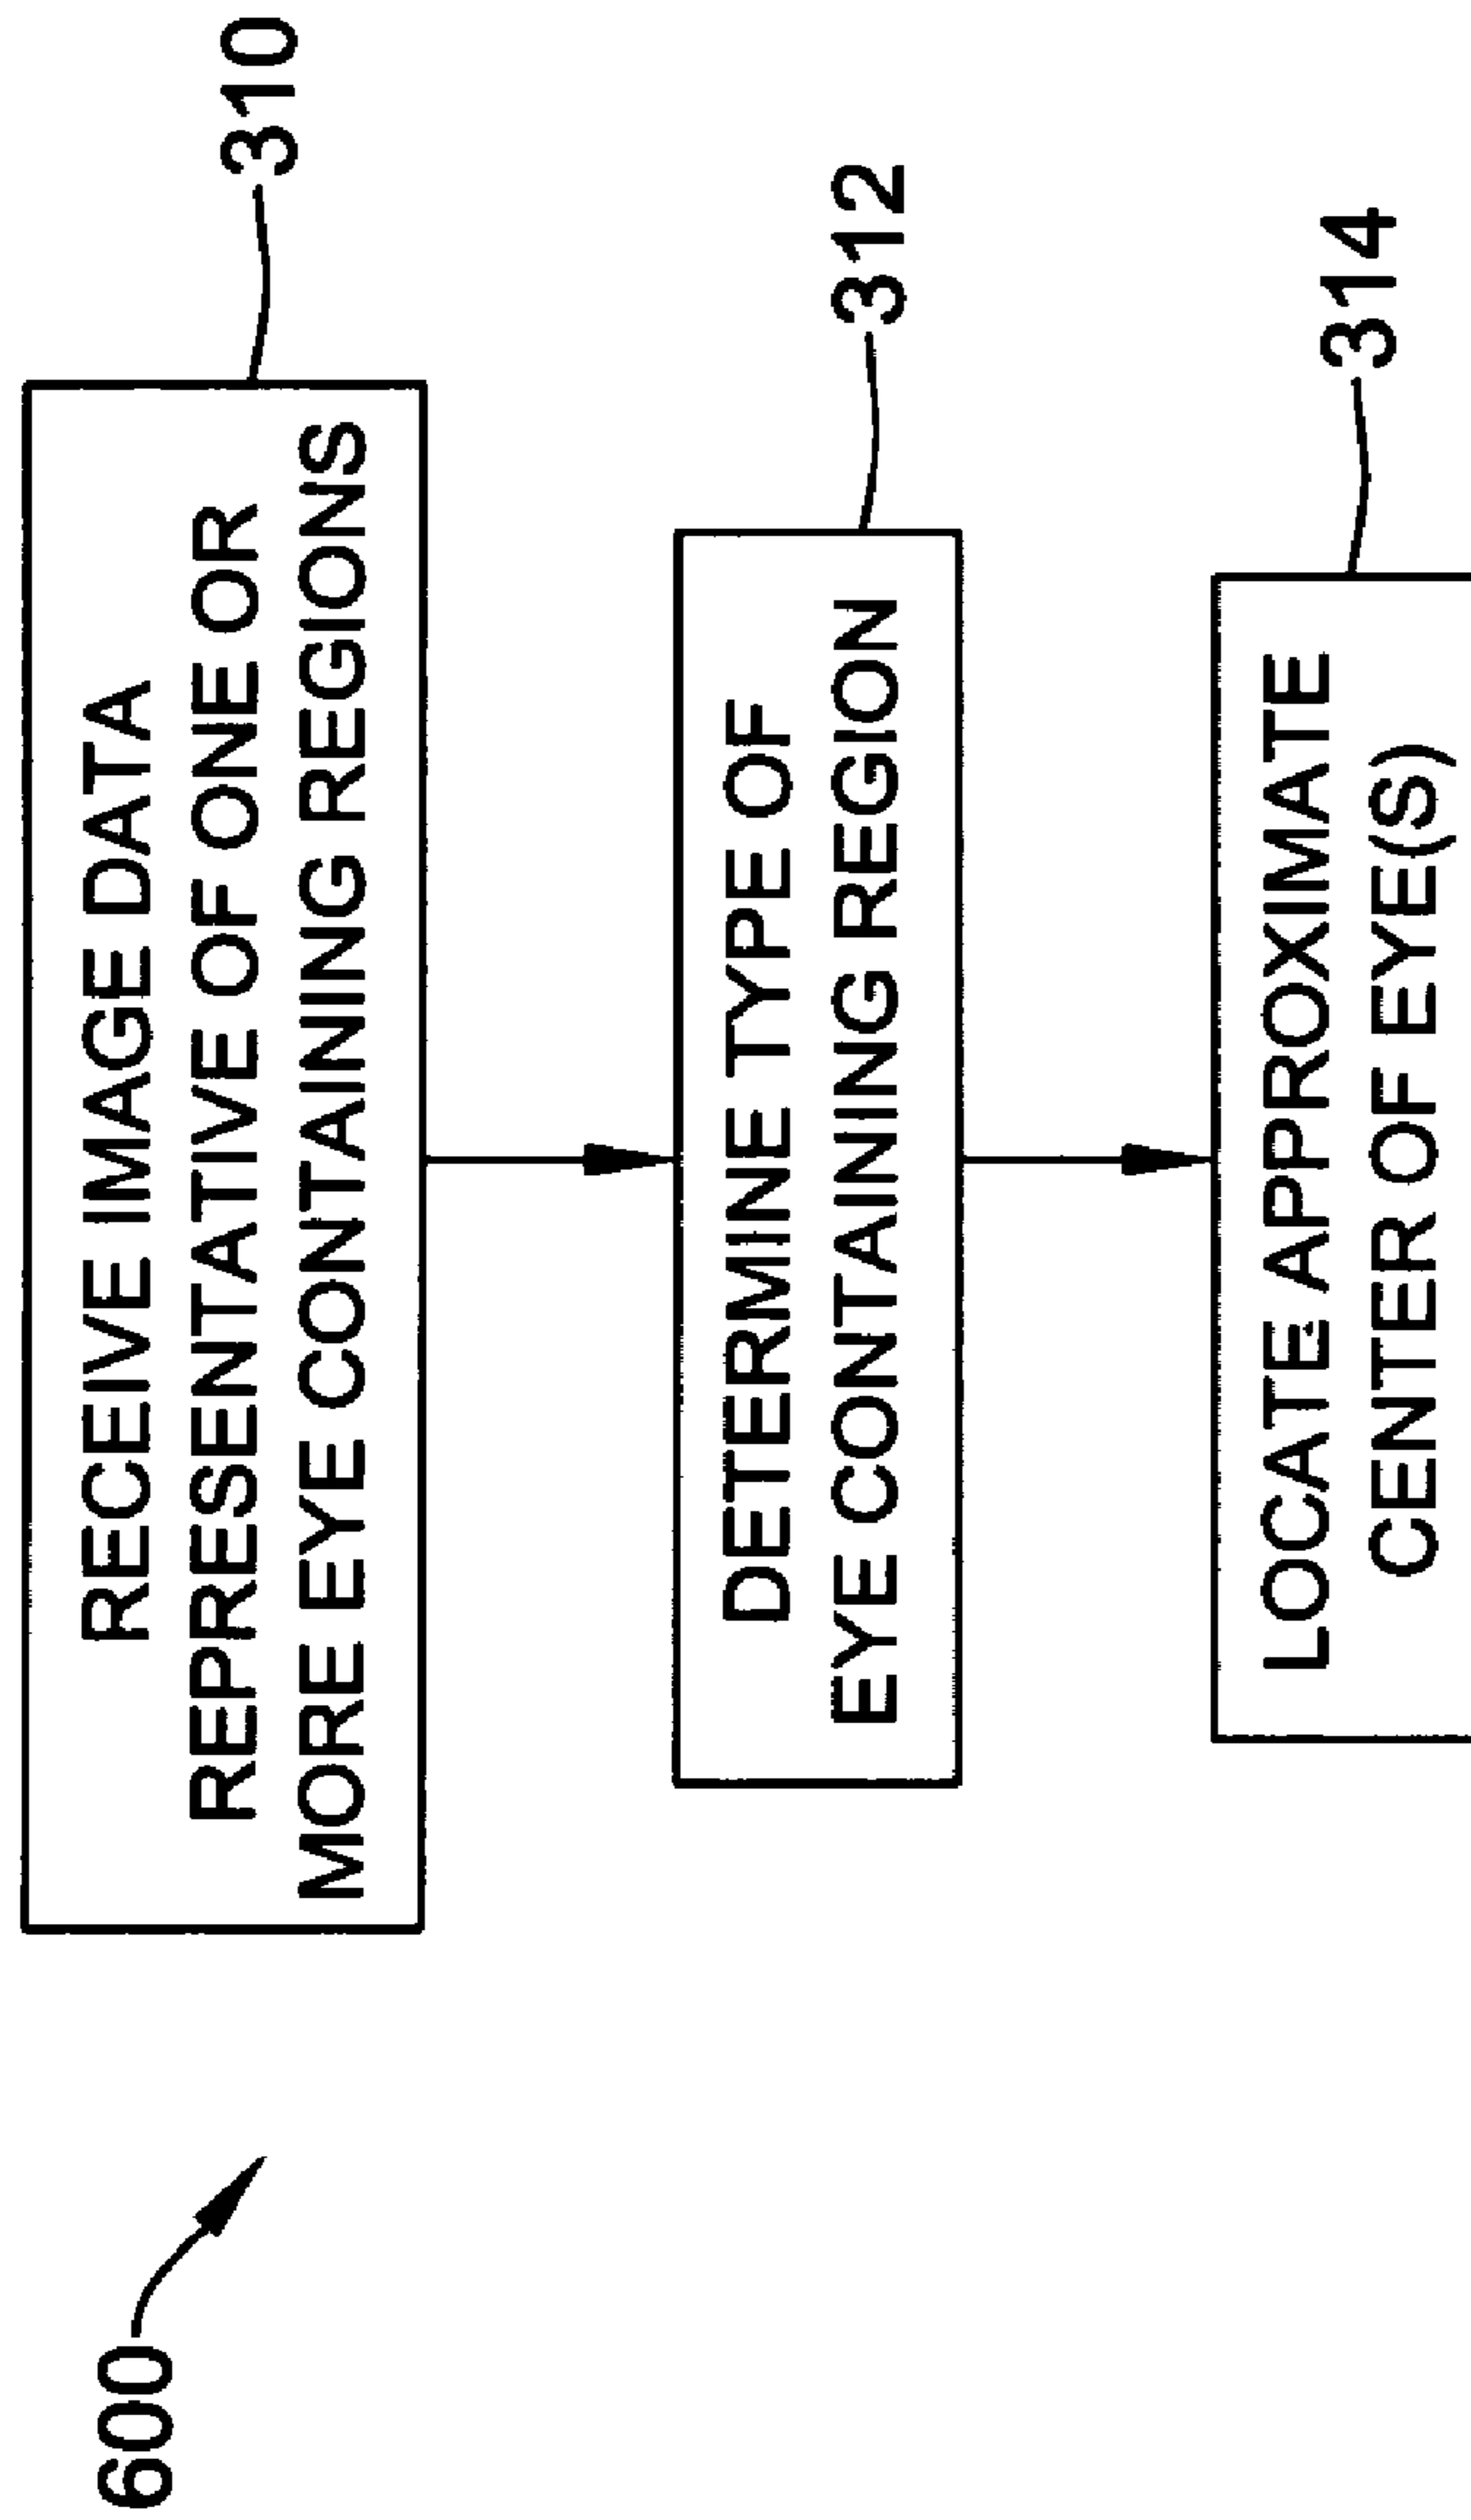 600
RECEIVE IMAGE DATA
REPRESENTATIVE OF ONE OR
MORE EYE CONTAINING REGIONS
310
DETERMINE TYPE OF
EYE CONTAINING REGION
312
LOCATE APPROXIMATE
CENTER OF EYE(S)
314